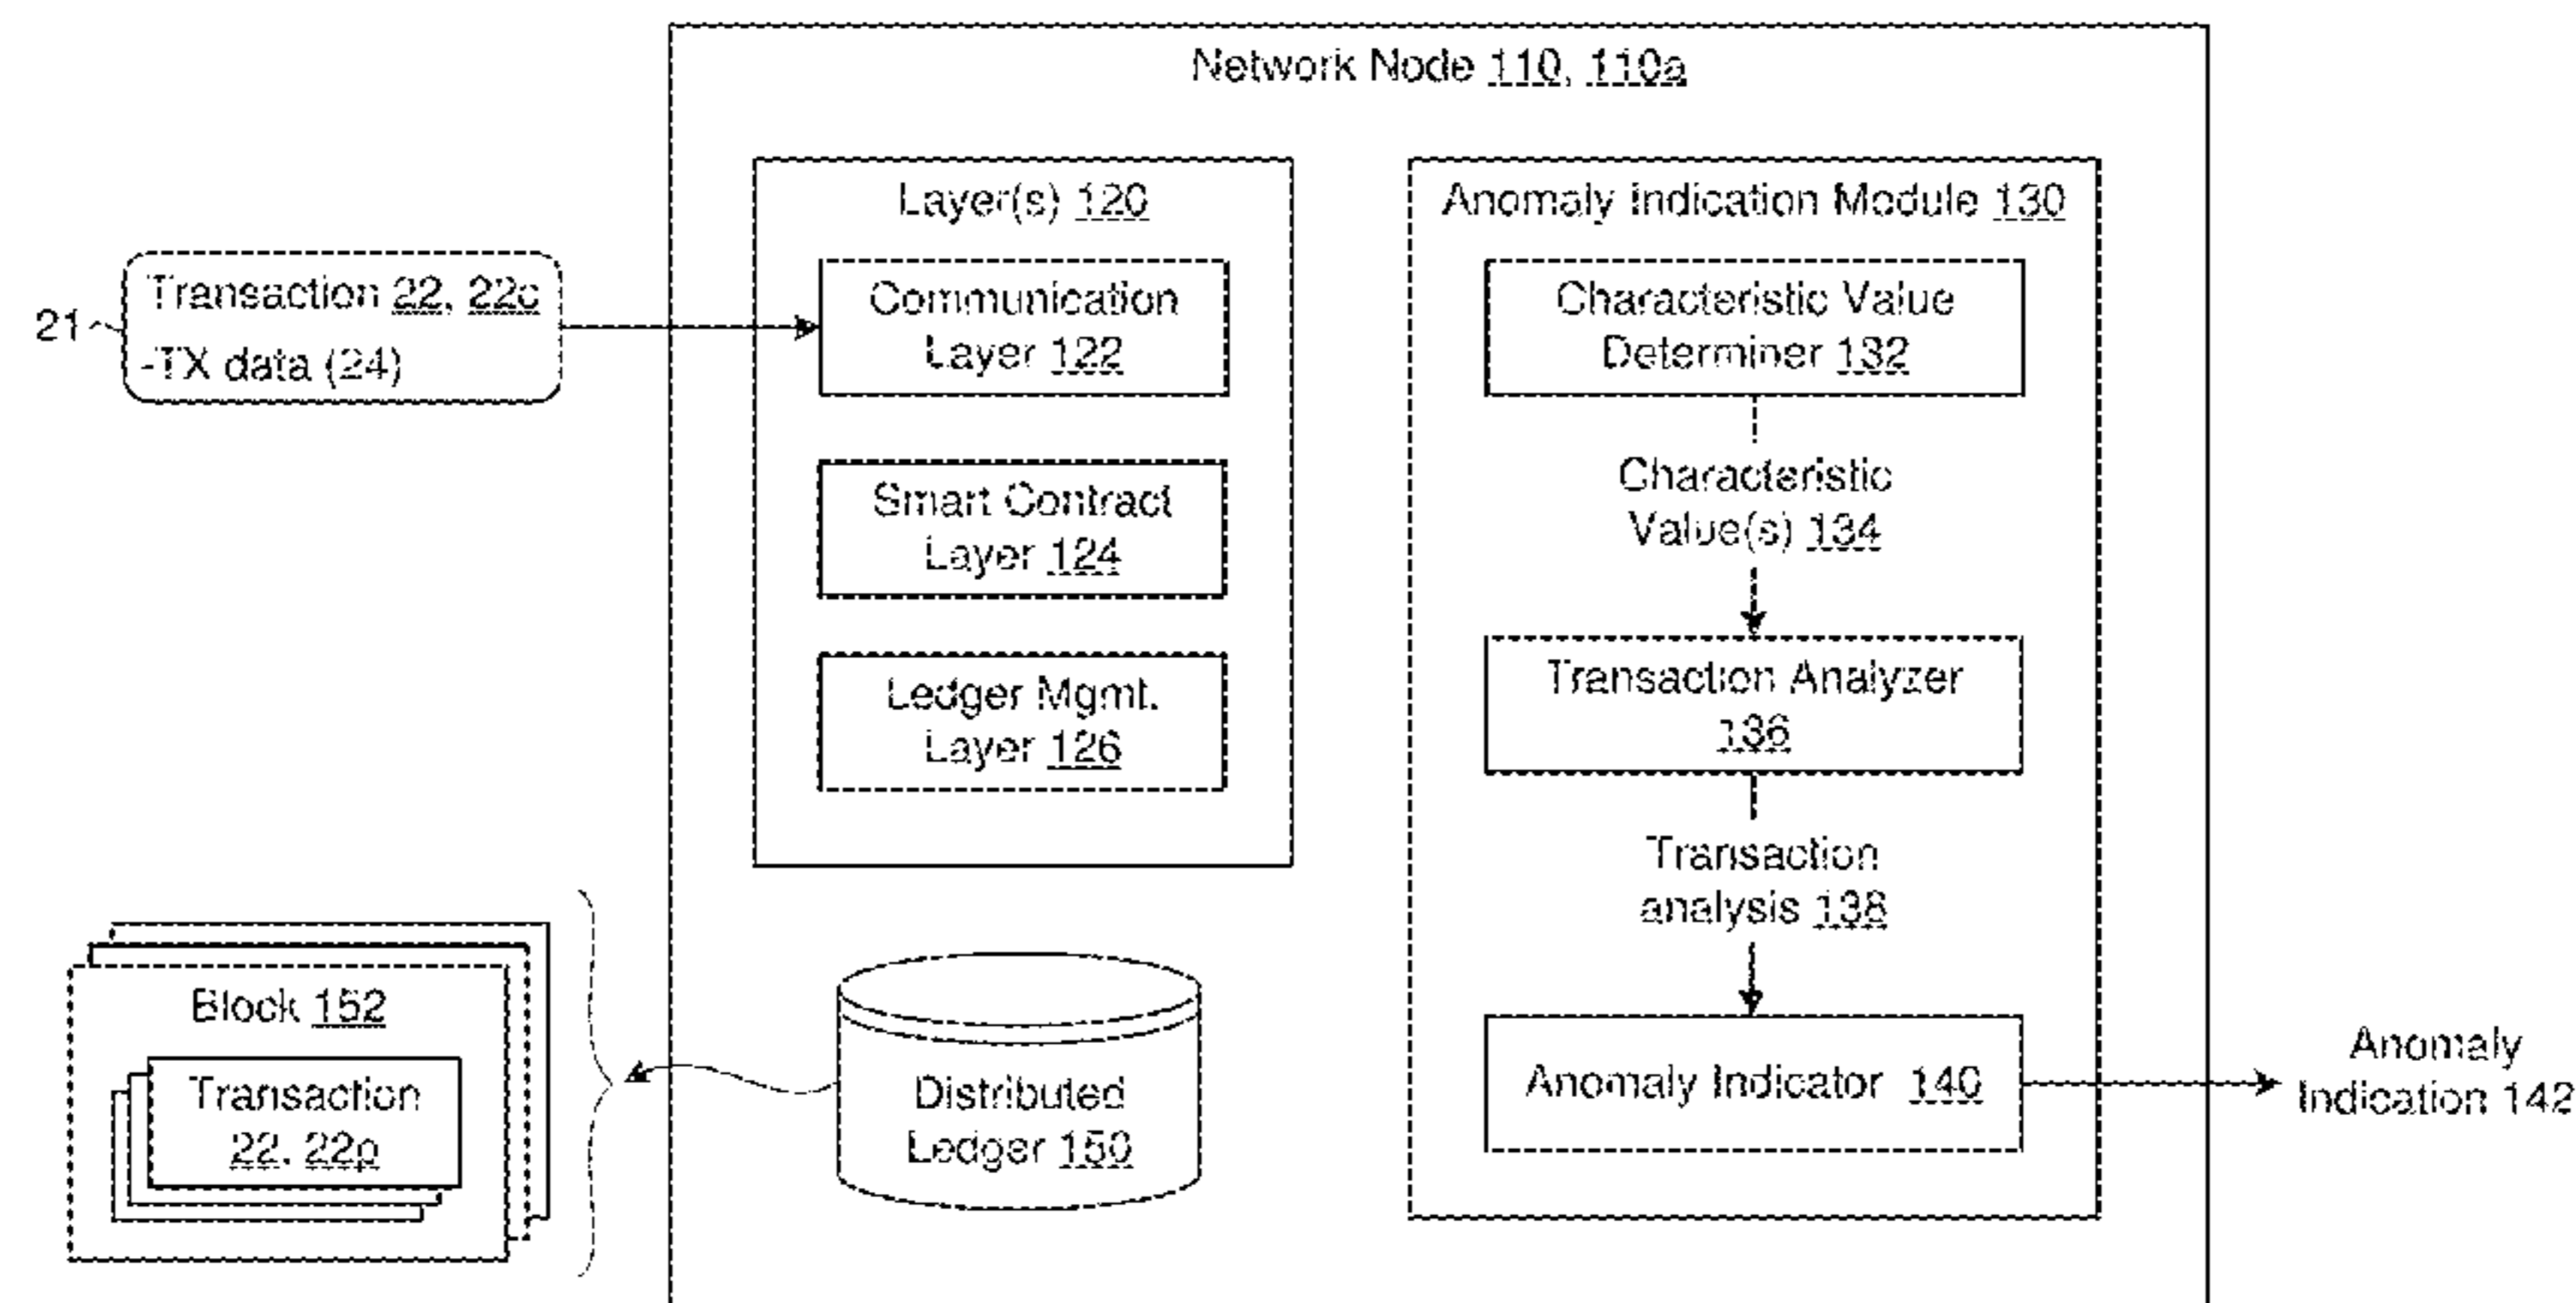 Network Node 110, 110a
Layer(s) 120
Anomaly Indication Module 130
21
Transaction 22, 22c
-TX data (24)
Communication
Layer 122
Smart Contract
Layer 124
Ledger Mgmt.
Layer 126
Characteristic Value
Determiner 132
Characteristic
Value(s) 134
Transaction Analyzer
136
Transaction
analysis 138
Anomaly Indicator 140
Anomaly
Indication 142
Block 152
Transaction
22, 22p
Distributed
Ledger 150